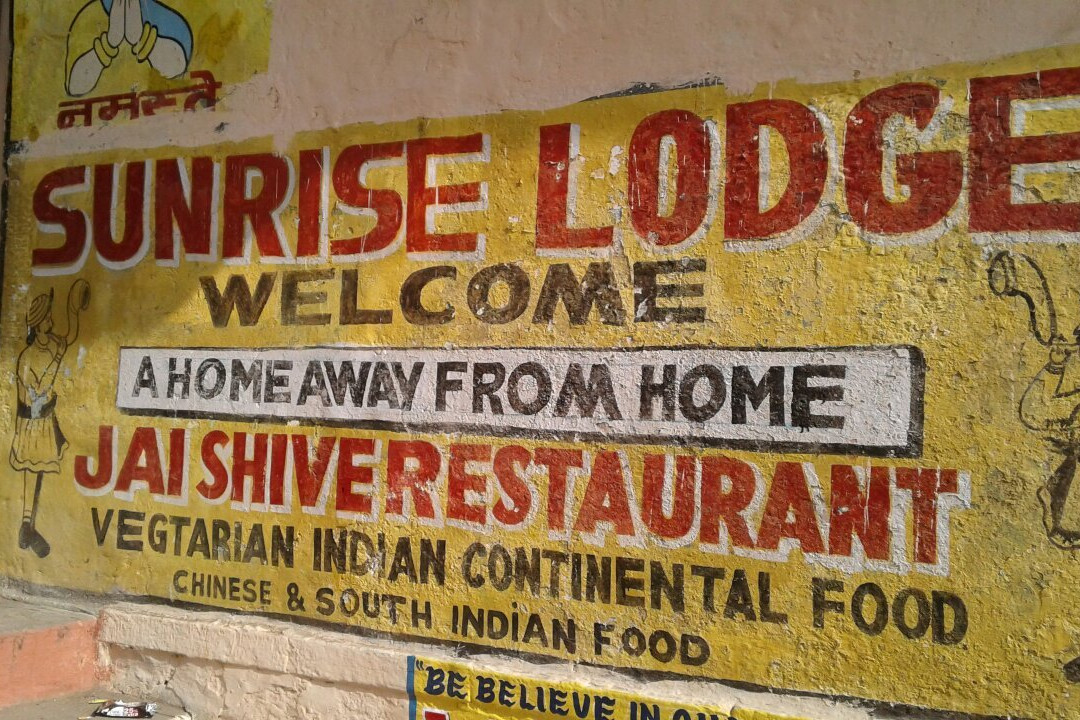 नमस्ते
SUNRISE LODGE
WELCOME
A HOME AWAY FROM HOME
JAI SHIVE RESTAURANT
VEGTARIAN INDIAN CONTINENTAL FOOD
CHINESE & SOUTH INDIAN FOOD
"BE BELIEVE IN